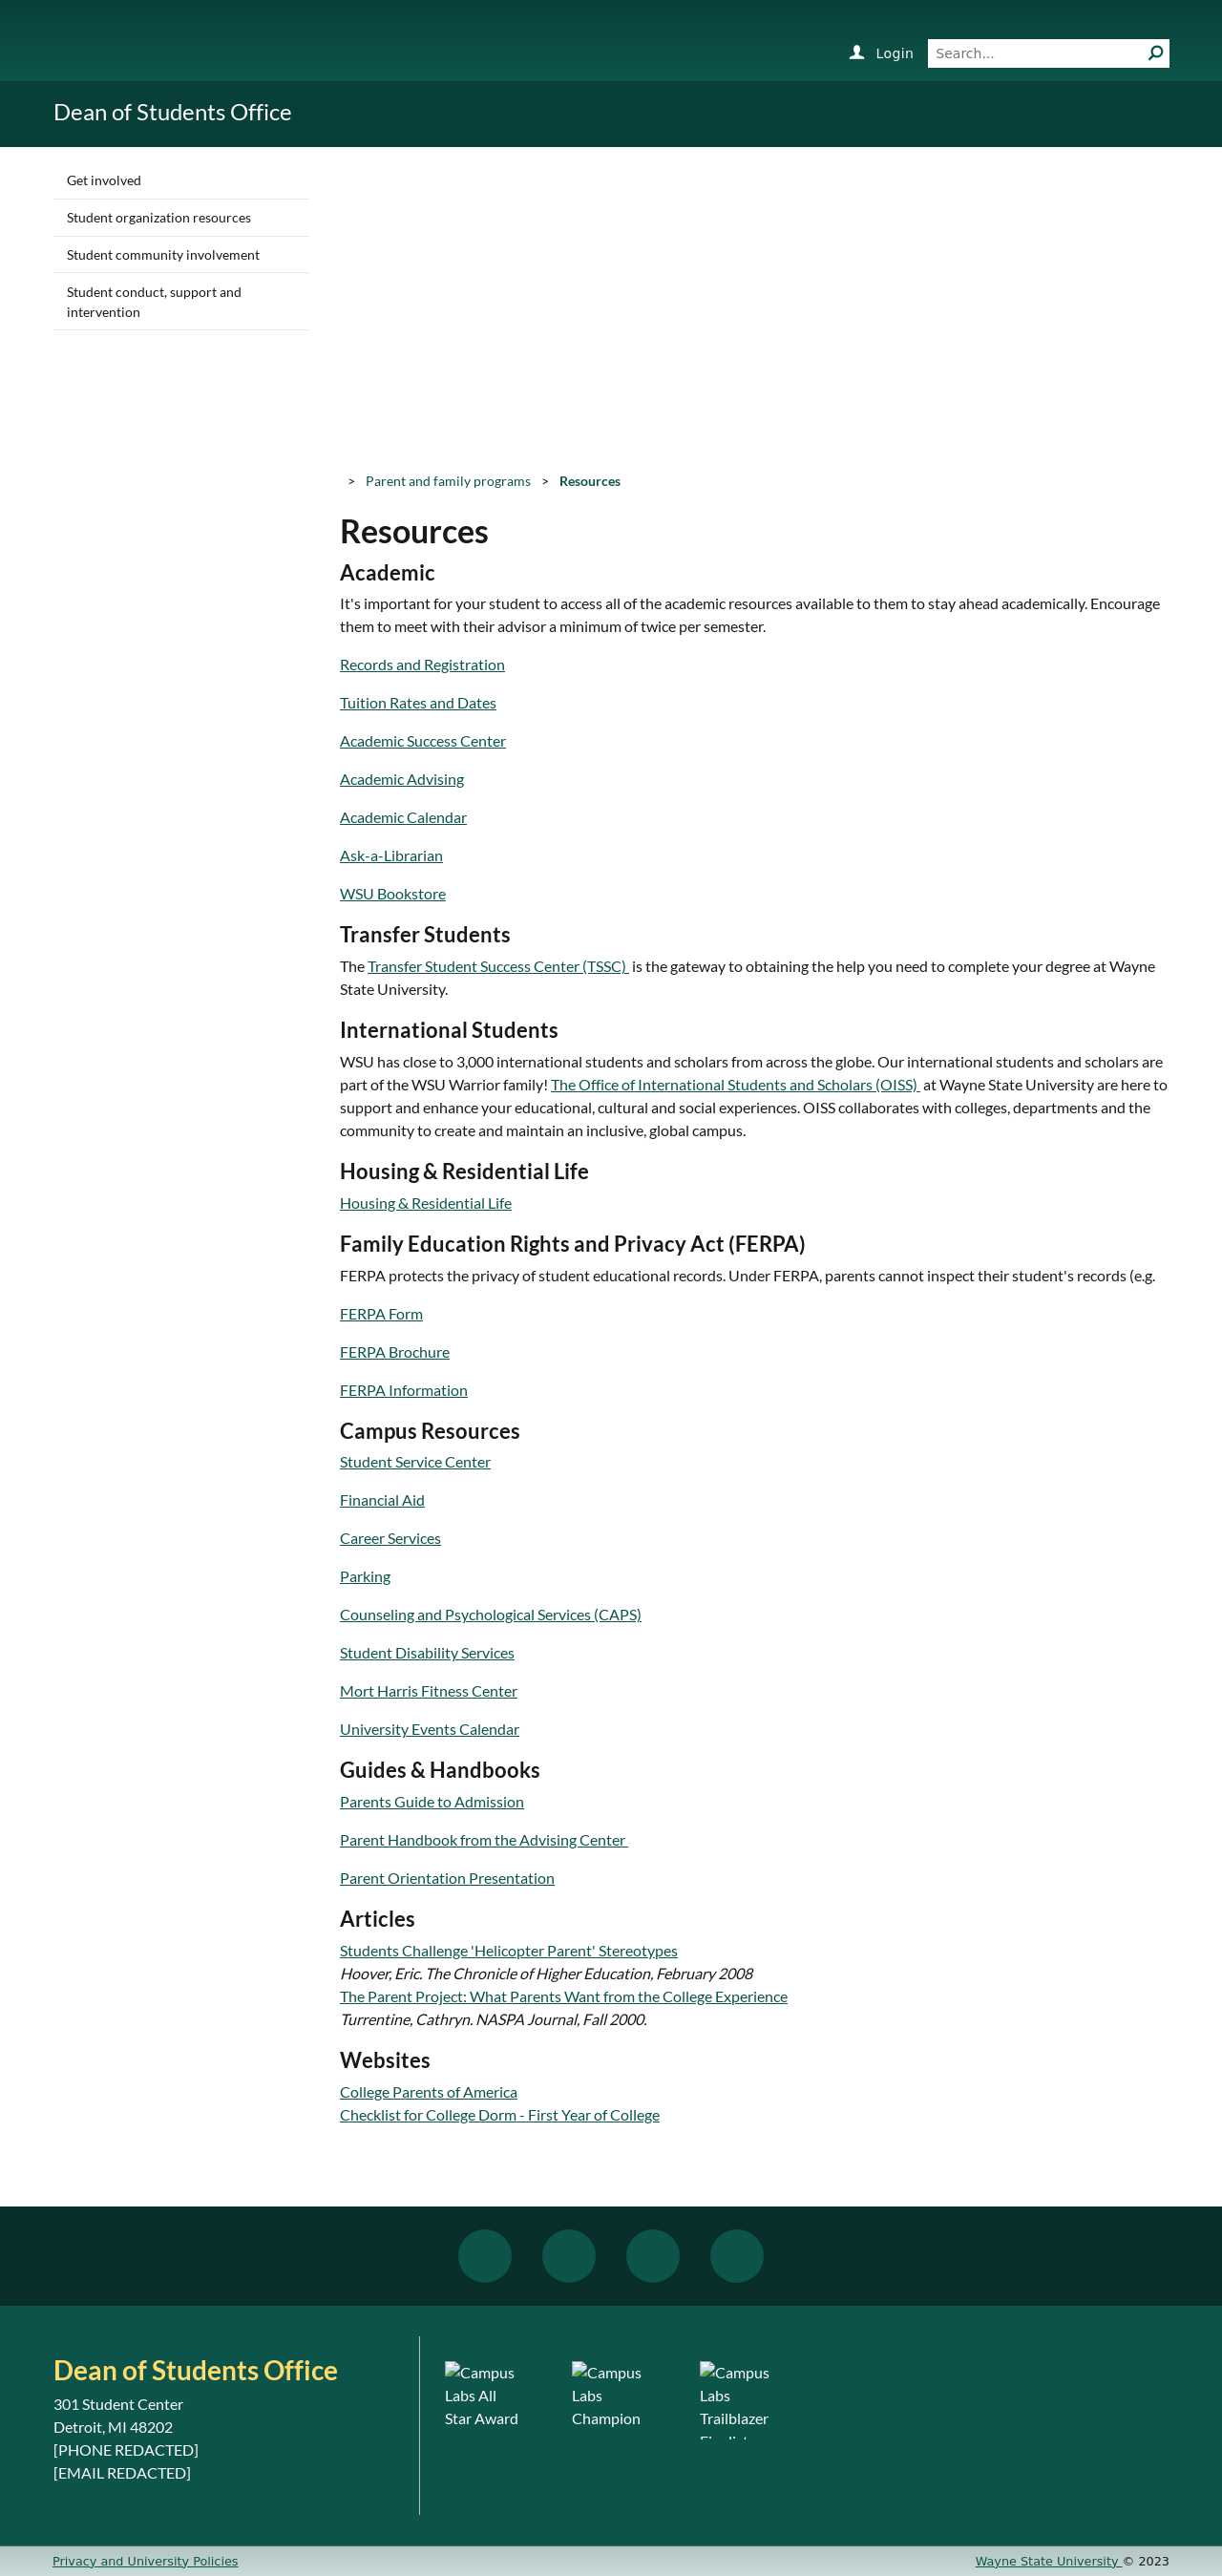 Login
Search...
Dean of Students Office
Get involved
Student organization resources
Student community involvement
Student conduct, support and
intervention
> Parent and family programs > Resources
Resources
Academic
It's important for your student to access all of the academic resources available to them to stay ahead academically. Encourage
them to meet with their advisor a minimum of twice per semester.
Records and Registration
Tuition Rates and Dates
Academic Success Center
Academic Advising
Academic Calendar
Ask-a-Librarian
WSU Bookstore
Transfer Students
The Transfer Student Success Center (TSSC)  is the gateway to obtaining the help you need to complete your degree at Wayne
State University.
International Students
WSU has close to 3,000 international students and scholars from across the globe. Our international students and scholars are
part of the WSU Warrior family! The Office of International Students and Scholars (OISS)  at Wayne State University are here to
support and enhance your educational, cultural and social experiences. OISS collaborates with colleges, departments and the
community to create and maintain an inclusive, global campus.
Housing & Residential Life
Housing & Residential Life
Family Education Rights and Privacy Act (FERPA)
FERPA protects the privacy of student educational records. Under FERPA, parents cannot inspect their student's records (e.g.
FERPA Form
FERPA Brochure
FERPA Information
Campus Resources
Student Service Center
Financial Aid
Career Services
Parking
Counseling and Psychological Services (CAPS)
Student Disability Services
Mort Harris Fitness Center
University Events Calendar
Guides & Handbooks
Parents Guide to Admission
Parent Handbook from the Advising Center
Parent Orientation Presentation
Articles
Students Challenge 'Helicopter Parent' Stereotypes
Hoover, Eric. The Chronicle of Higher Education, February 2008
The Parent Project: What Parents Want from the College Experience
Turrentine, Cathryn. NASPA Journal, Fall 2000.
Websites
College Parents of America
Checklist for College Dorm - First Year of College
Dean of Students Office
301 Student Center
Detroit, MI 48202
[PHONE REDACTED]
[EMAIL REDACTED]
Campus
Labs All
Star Award
Campus
Labs
Champion
Campus
Labs
Trailblazer
Privacy and University Policies
Wayne State University © 2023